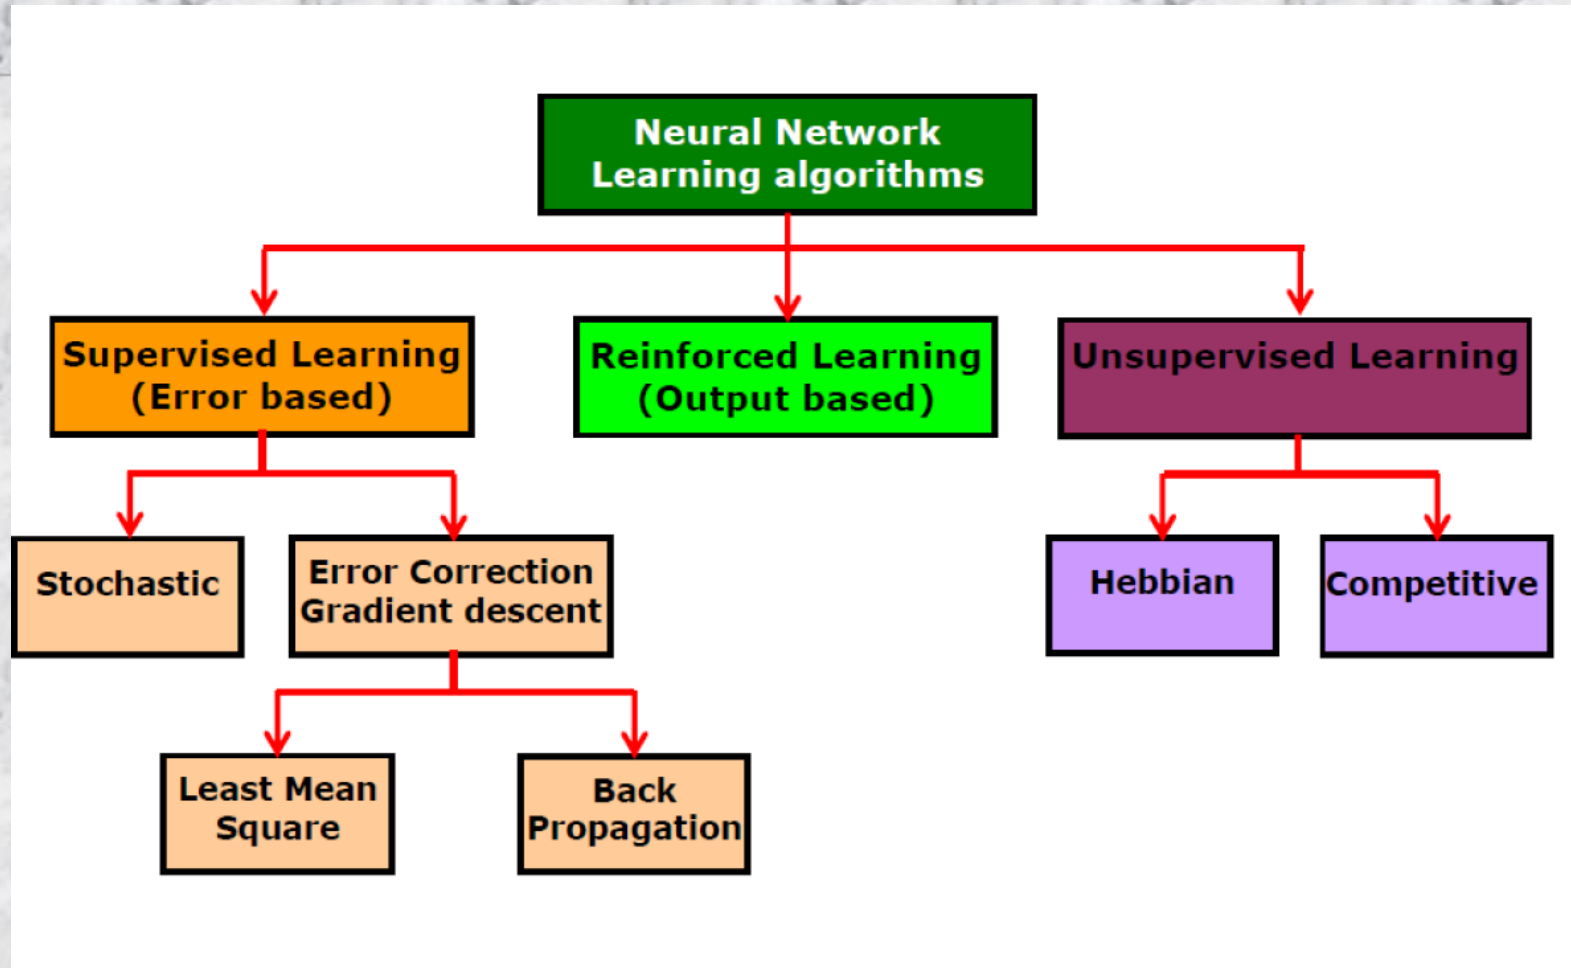 Neural Network
Learning algorithms
Supervised Learning
(Error based)
Reinforced Learning
(Output based)
Unsupervised Learning
Stochastic
Error Correction
Gradient descent
Hebbian
Competitive
Least Mean
Square
Back
Propagation